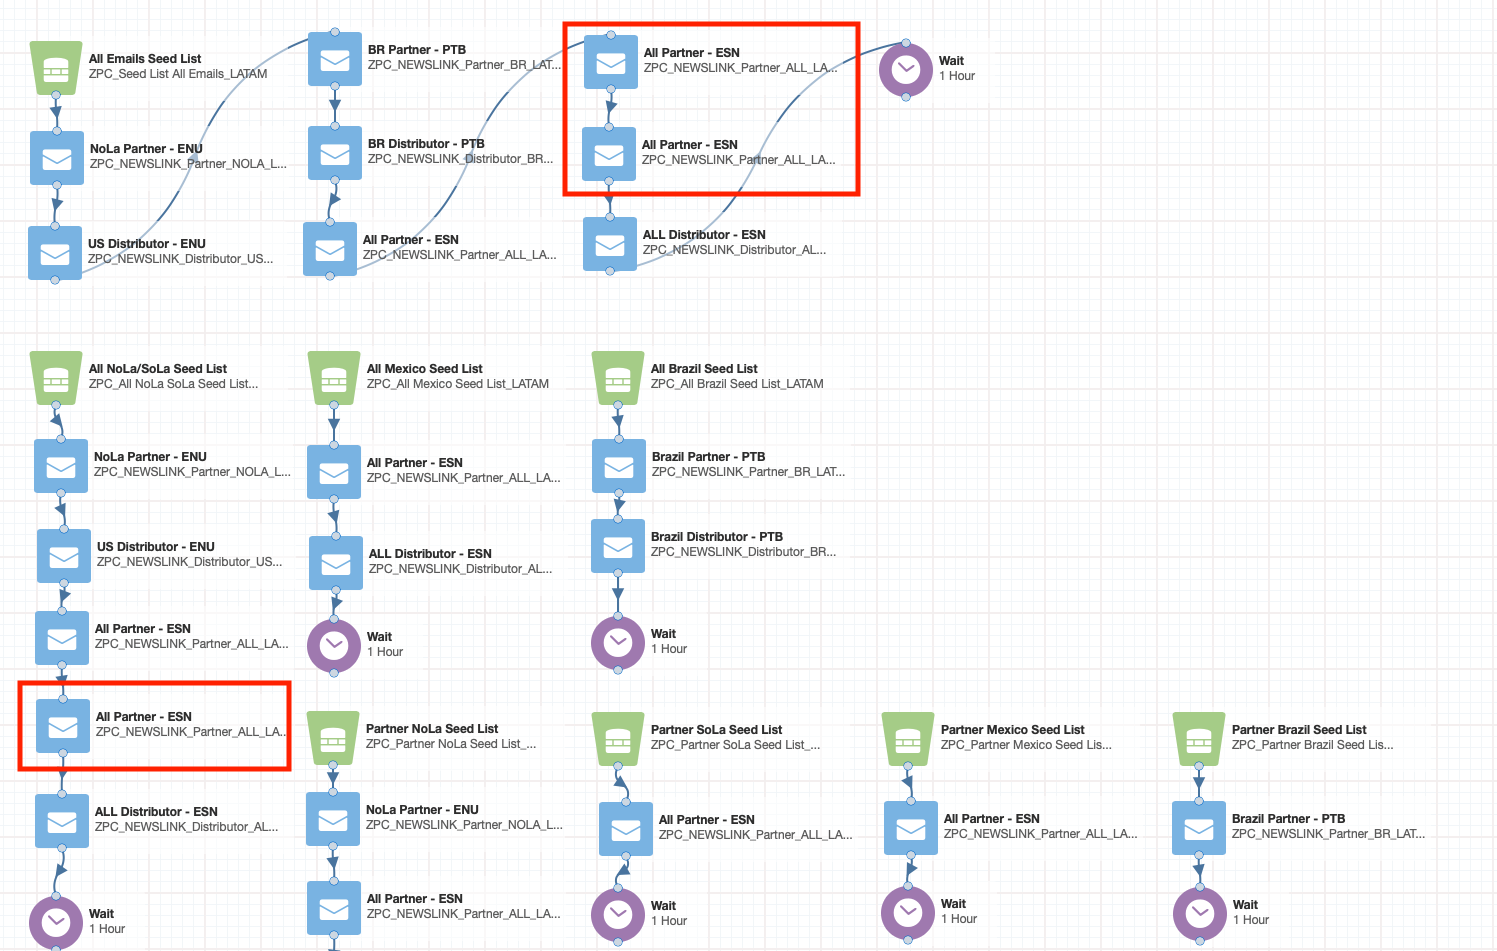 All Emails Seed List
ZPC_Seed List All Emails_LATAM
NoLa Partner - ENU
ZPC_NEWSLINK_Partner_NOLA_L...
US Distributor - ENU
ZPC_NEWSLINK_Distributor_US...
BR Partner - PTB
ZPC_NEWSLINK_Partner_BR_LAT...
BR Distributor - PTB
ZPC_NEWSLINK_Distributor_BR...
All Partner - ESN
ZPC_NEWSLINK_Partner_ALL_LA...
All Partner - ESN
ZPC_NEWSLINK_Partner_ALL_LA...
All Partner - ESN
ZPC_NEWSLINK_Partner_ALL_LA...
ALL Distributor - ESN
ZPC_NEWSLINK_Distributor_AL...
Wait
1 Hour
All NoLa/SoLa Seed List
ZPC_All NoLa SoLa Seed List...
NoLa Partner - ENU
ZPC_NEWSLINK_Partner_NOLA_L...
US Distributor - ENU
ZPC_NEWSLINK_Distributor_US...
All Partner - ESN
ZPC_NEWSLINK_Partner_ALL_LA...
All Partner - ESN
ZPC_NEWSLINK_Partner_ALL_LA...
ALL Distributor - ESN
ZPC_NEWSLINK_Distributor_AL...
Wait
1 Hour
All Mexico Seed List
ZPC_All Mexico Seed List_LATAM
All Partner - ESN
ZPC_NEWSLINK_Partner_ALL_LA...
ALL Distributor - ESN
ZPC_NEWSLINK_Distributor_AL...
Wait
1 Hour
All Brazil Seed List
ZPC_All Brazil Seed List_LATAM
Brazil Partner - PTB
ZPC_NEWSLINK_Partner_BR_LAT...
Brazil Distributor - PTB
ZPC_NEWSLINK_Distributor_BR...
Wait
1 Hour
Partner NoLa Seed List
ZPC_Partner NoLa Seed List_...
NoLa Partner - ENU
ZPC_NEWSLINK_Partner_NOLA_L...
All Partner - ESN
ZPC_NEWSLINK_Partner_ALL_LA...
Partner SoLa Seed List
ZPC_Partner SoLa Seed List_...
All Partner - ESN
ZPC_NEWSLINK_Partner_ALL_LA...
Wait
1 Hour
Partner Mexico Seed List
ZPC_Partner Mexico Seed Lis...
All Partner - ESN
ZPC_NEWSLINK_Partner_ALL_LA...
Wait
1 Hour
Partner Brazil Seed List
ZPC_Partner Brazil Seed Lis...
Brazil Partner - PTB
ZPC_NEWSLINK_Partner_BR_LAT...
Wait
1 Hour